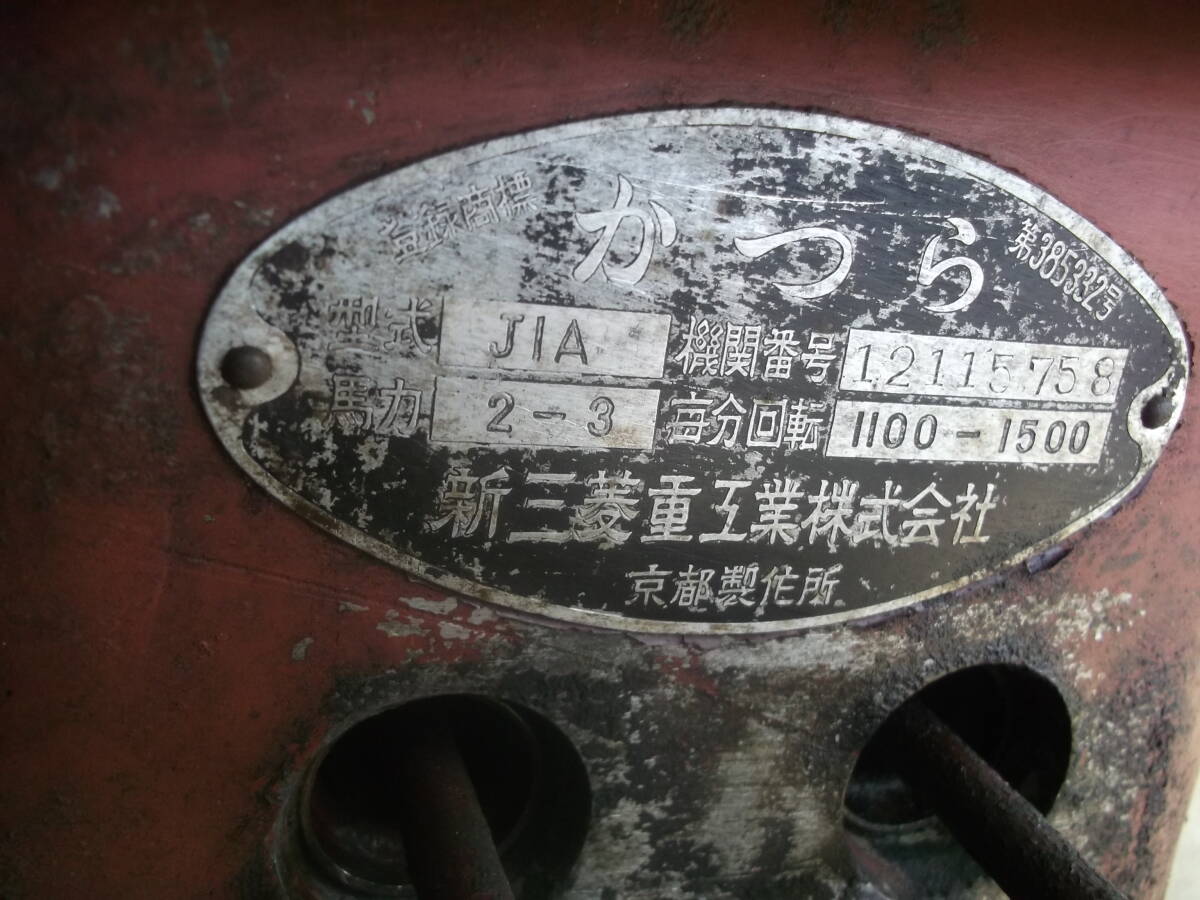 登録商標 かつら 第385332号
型式 J1A 機関番号 12115758
馬力 2-3 毎分回転 1100-1500
新三菱重工業株式会社
京都製作所